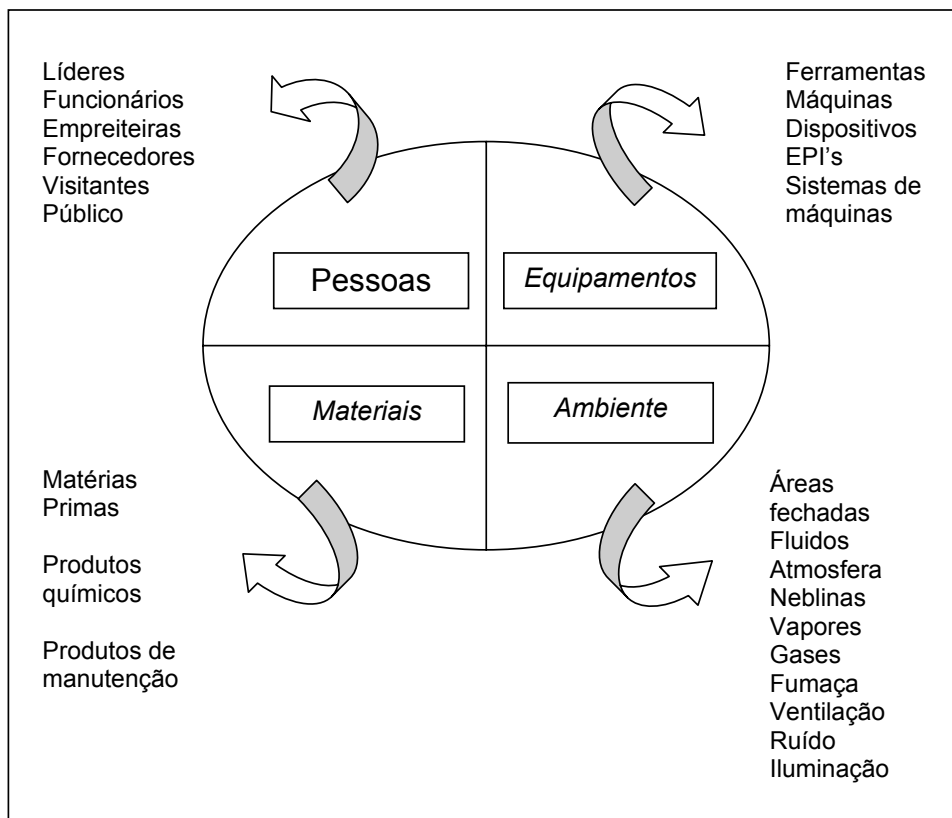 Líderes
Funcionários
Empreiteiras
Fornecedores
Visitantes
Público
Ferramentas
Máquinas
Dispositivos
EPI’s
Sistemas de
máquinas
Pessoas
Equipamentos
Materiais
Ambiente
Matérias
Primas
Produtos
químicos
Produtos de
manutenção
Áreas
fechadas
Fluidos
Atmosfera
Neblinas
Vapores
Gases
Fumaça
Ventilação
Ruído
Iluminação